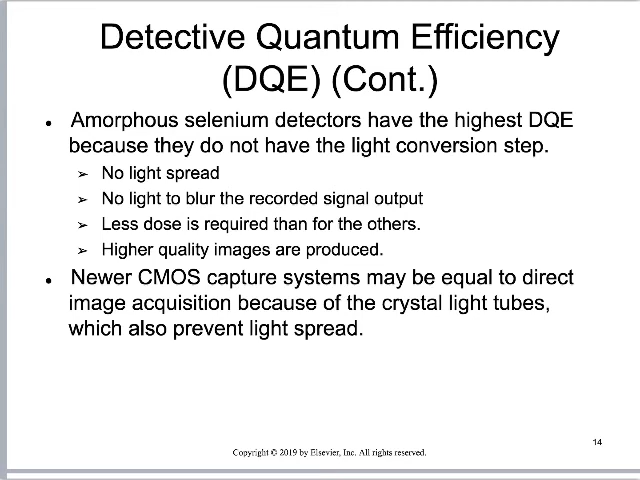 Detective Quantum Efficiency
(DQE) (Cont.)
• Amorphous selenium detectors have the highest DQE
because they do not have the light conversion step.
➢ No light spread
➢ No light to blur the recorded signal output
➢ Less dose is required than for the others.
➢ Higher quality images are produced.
• Newer CMOS capture systems may be equal to direct
image acquisition because of the crystal light tubes,
which also prevent light spread.
14
Copyright © 2019 by Elsevier, Inc. All rights reserved.